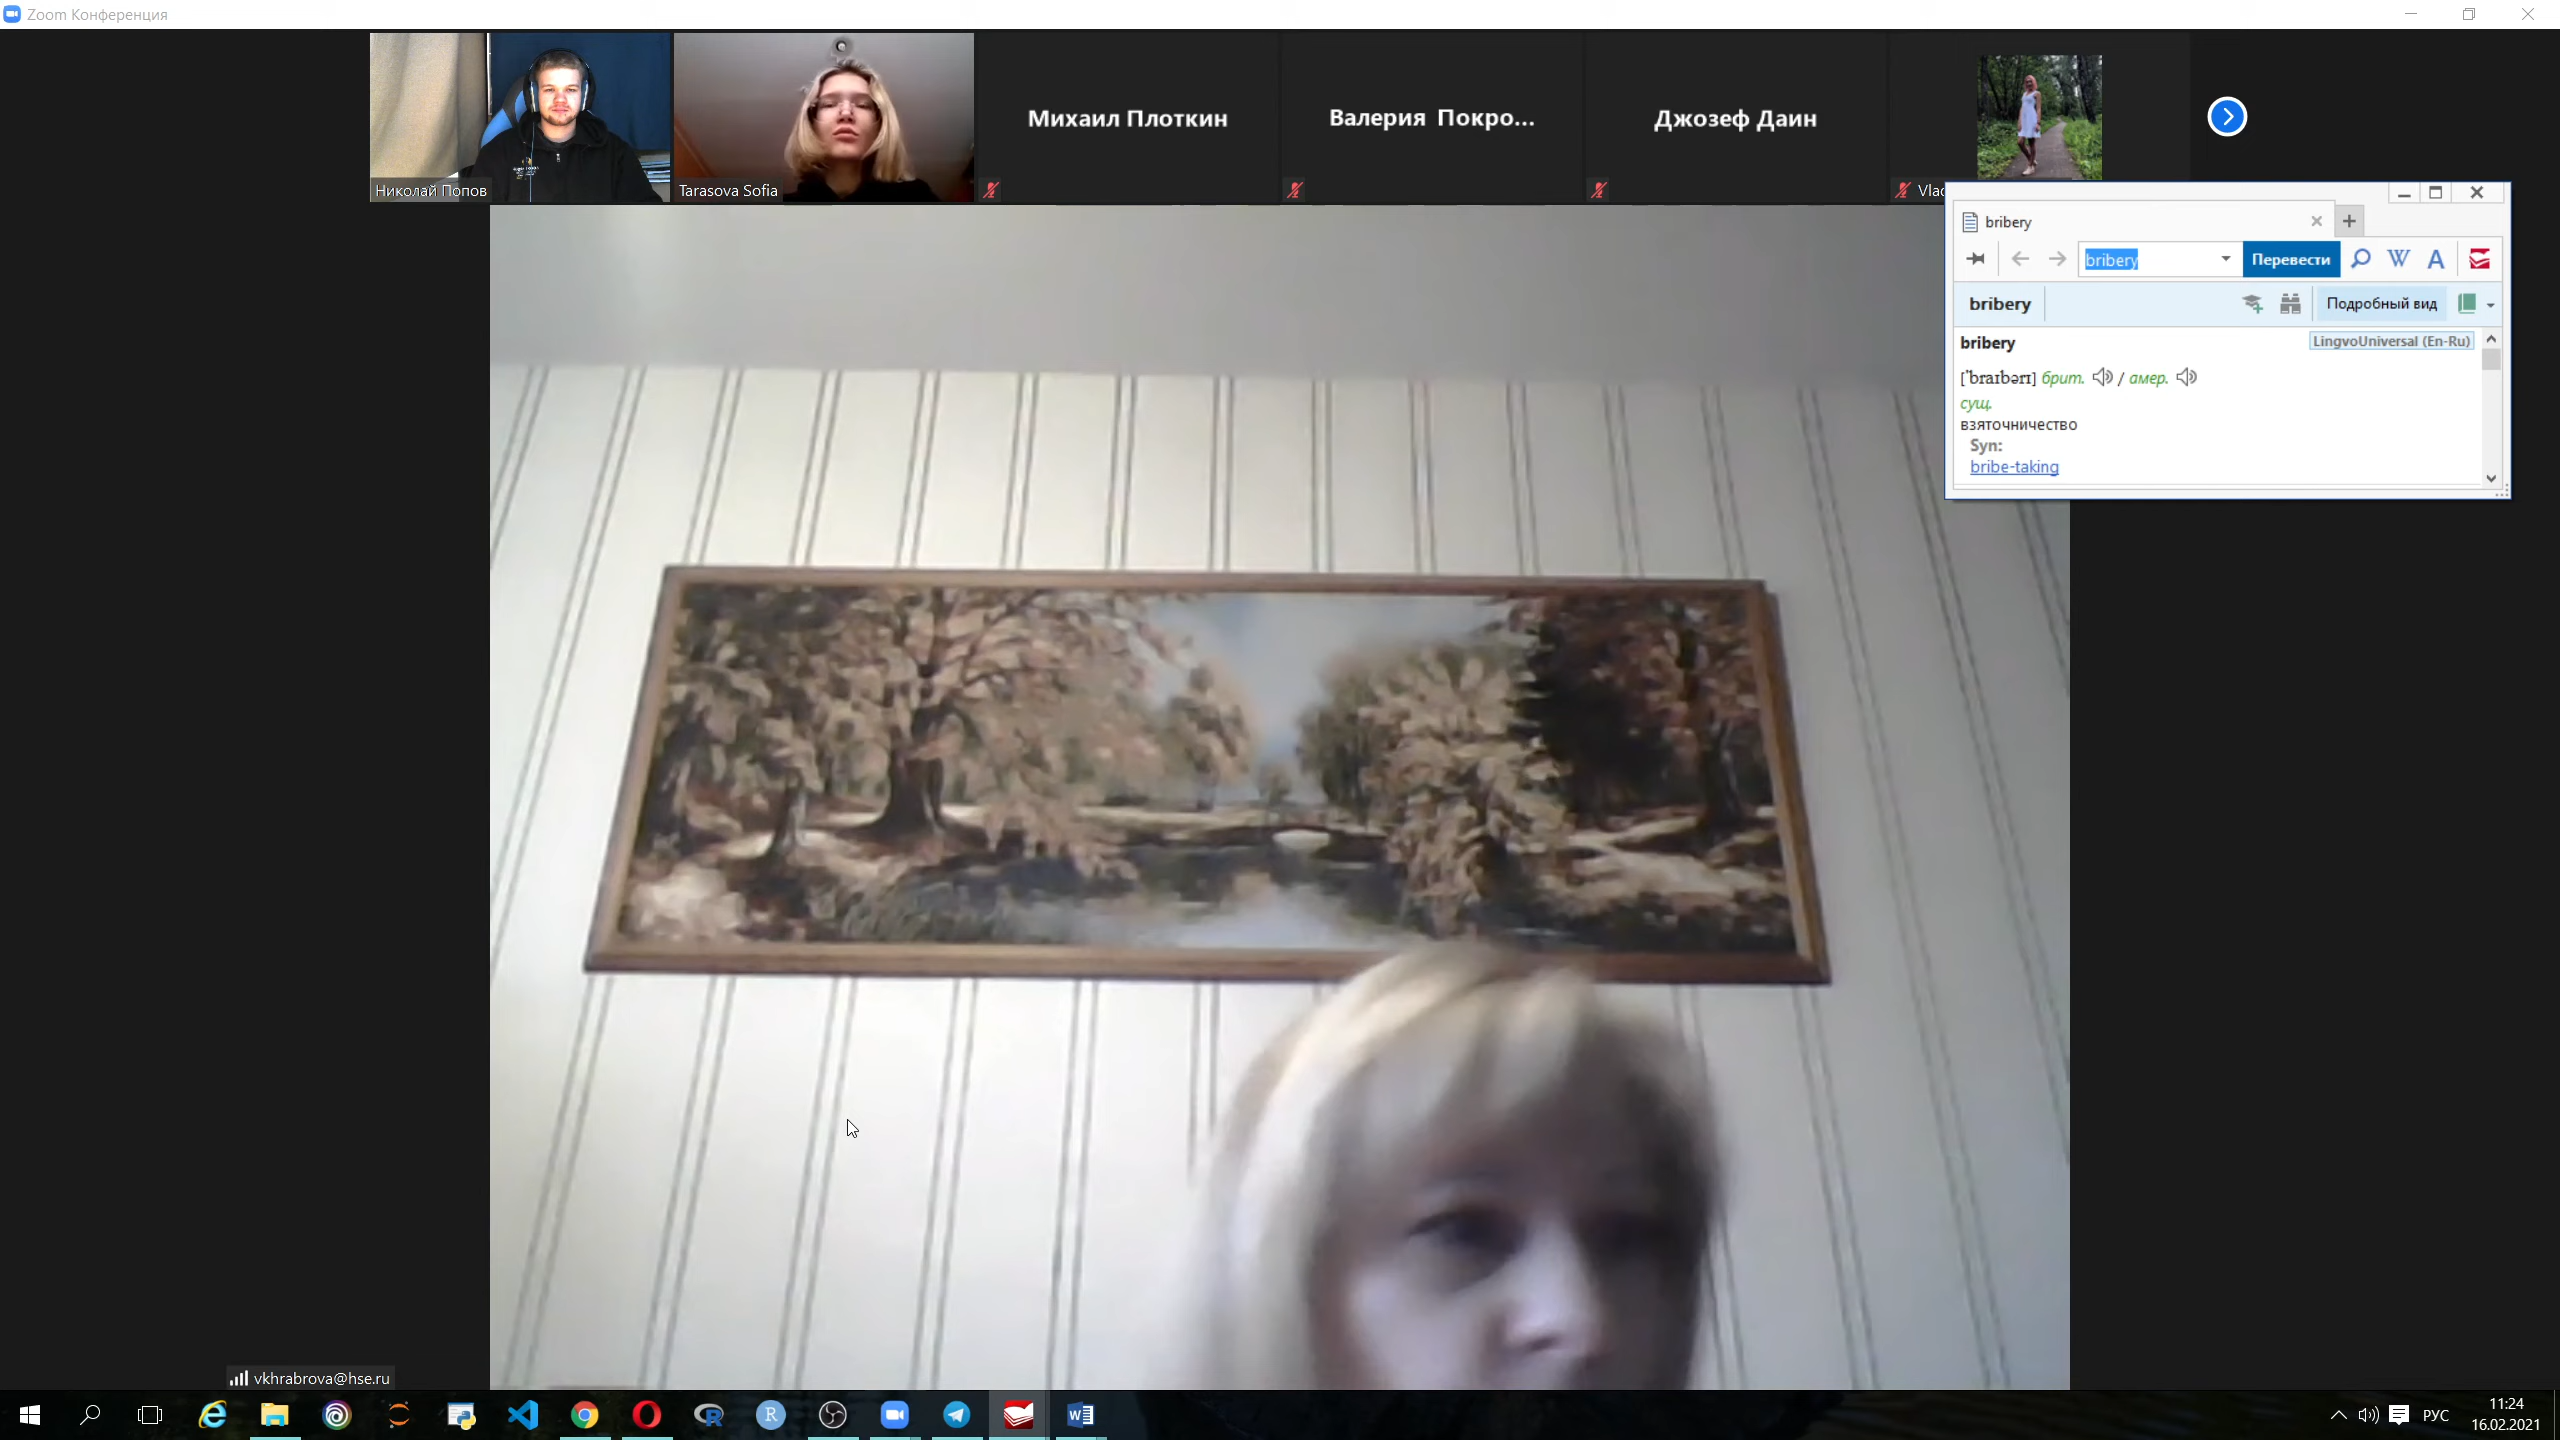 Zoom Конференция
Николай Попов
Tarasova Sofia
Михаил Плоткин
Валерия Покро...
Джозеф Даин
Vlad
bribery
bribery
Перевести
bribery
Подробный вид
bribery
LingvoUniversal (En-Ru)
['braɪbərɪ] брит. / амер.
сущ.
взяточничество
Syn:
bribe-taking
vkhrabrova@hse.ru
РУС
11:24
16.02.2021